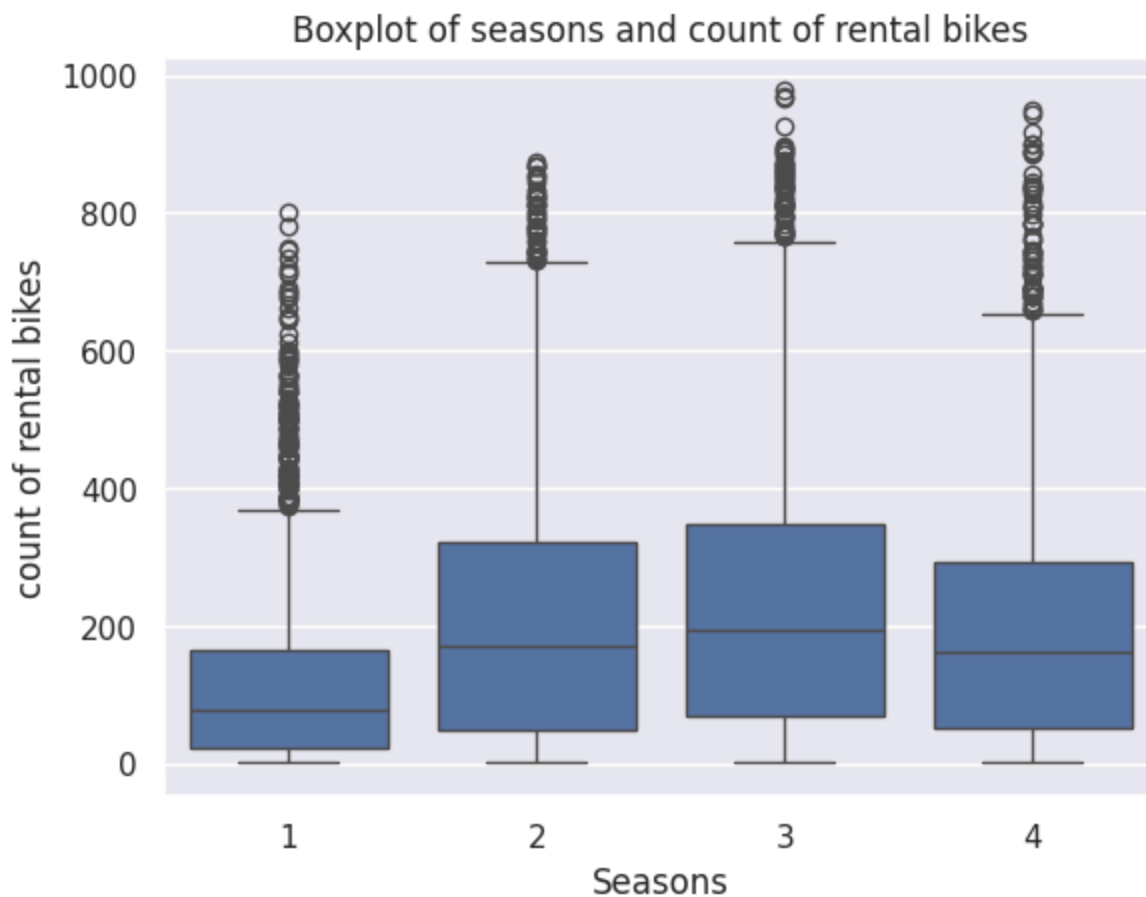 Boxplot of seasons and count of rental bikes
1000
800
600
400
200
0
count of rental bikes
1 2 3 4
Seasons